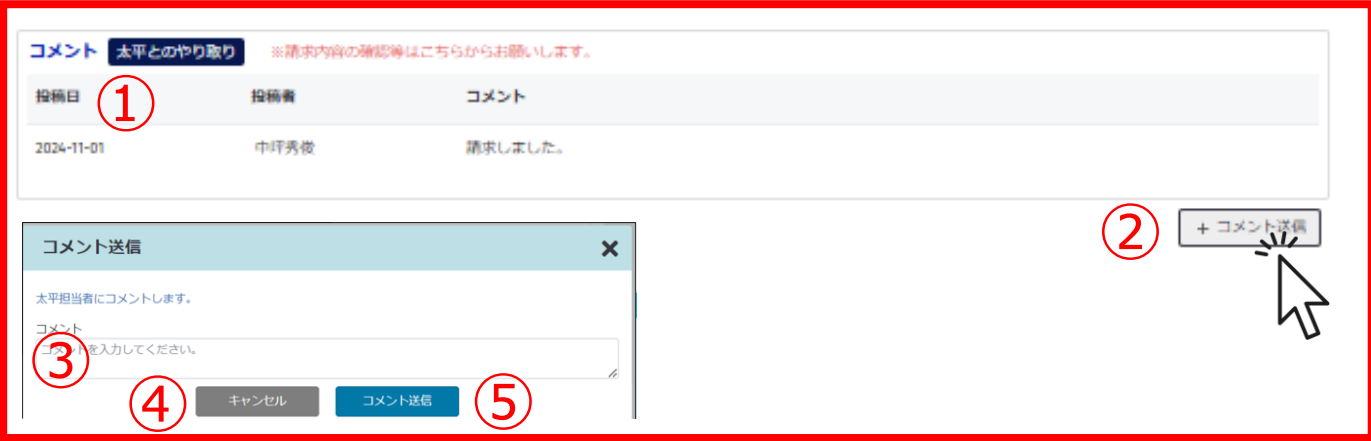 コメント 太平とのやり取り ※請求内容の確認等はこちらからお願いします。
投稿日 ① 投稿者 コメント
2024-11-01 中坪秀俊 請求しました。
② + コメント送信
コメント送信 ×
太平担当者にコメントします。
コメント
③ コメントを入力してください。
④ キャンセル コメント送信 ⑤